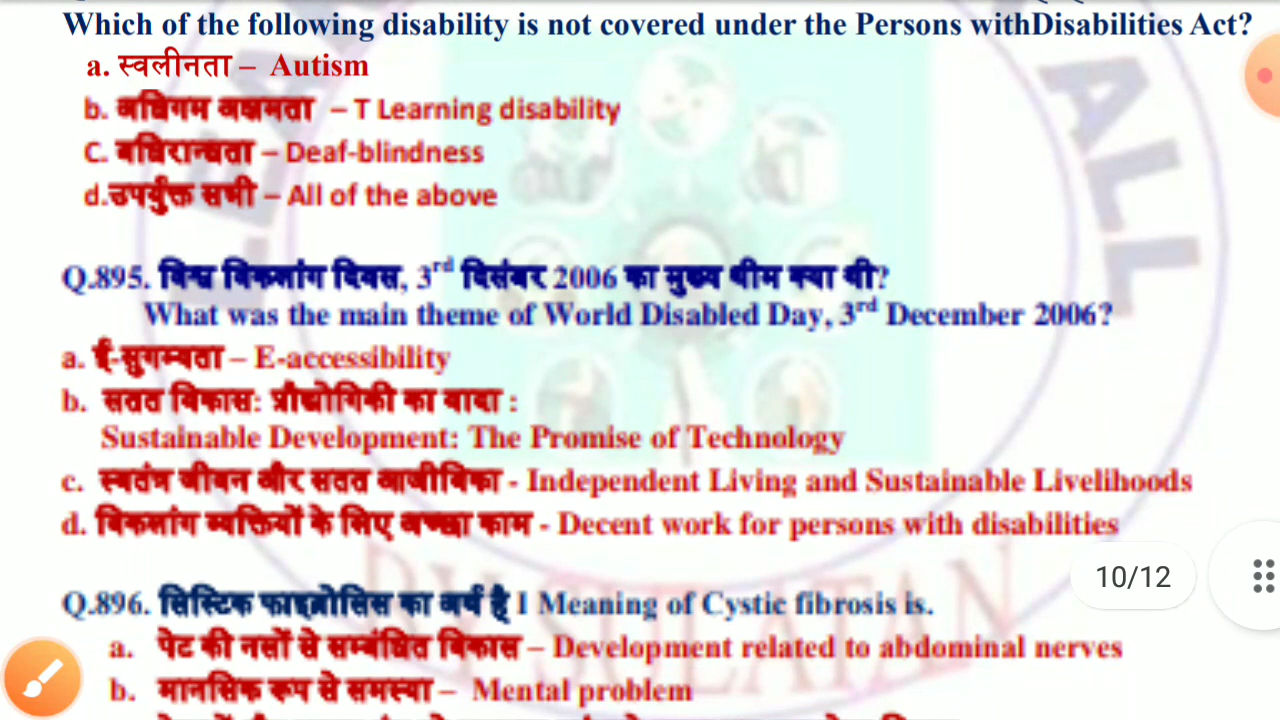 Which of the following disability is not covered under the Persons withDisabilities Act?
a. स्वलीनता – Autism
b. अधिगम अक्षमता – T Learning disability
C. बधिरान्धता – Deaf-blindness
d.उपर्युक्त सभी – All of the above
Q.895. विश्व विकलांग दिवस, 3rd दिसंबर 2006 का मुख्य थीम क्या थी?
What was the main theme of World Disabled Day, 3rd December 2006?
a. ई-सुगम्यता – E-accessibility
b. सतत विकास: प्रौद्योगिकी का वादा :
Sustainable Development: The Promise of Technology
c. स्वतंत्र जीवन और सतत आजीविका - Independent Living and Sustainable Livelihoods
d. विकलांग व्यक्तियों के लिए अच्छा काम - Decent work for persons with disabilities
10/12
Q.896. सिस्टिक फाइब्रोसिस का अर्थ है I Meaning of Cystic fibrosis is.
a. पेट की नसों से सम्बंधित विकास – Development related to abdominal nerves
b. मानसिक रूप से समस्या – Mental problem
ALL